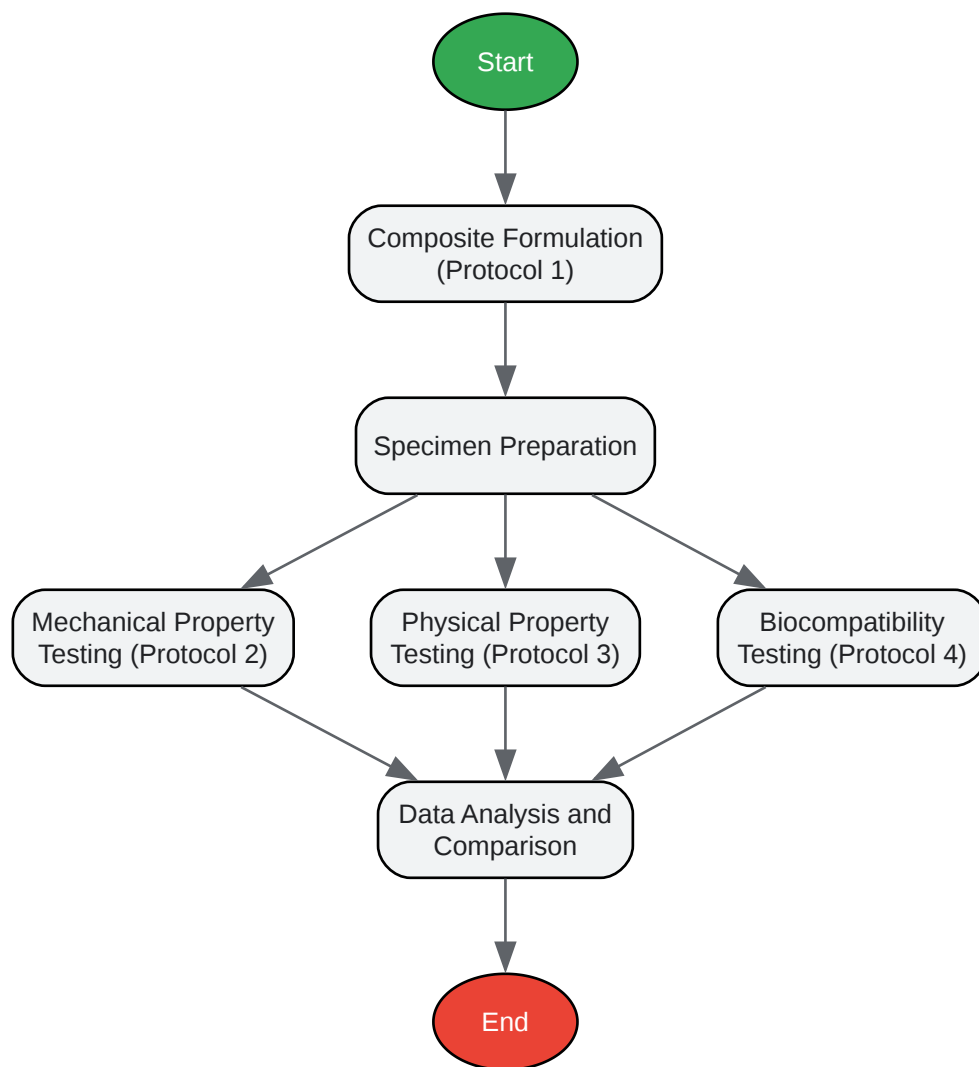 Start
Composite Formulation
(Protocol 1)
Specimen Preparation
Mechanical Property
Testing (Protocol 2)
Physical Property
Testing (Protocol 3)
Biocompatibility
Testing (Protocol 4)
Data Analysis and
Comparison
End